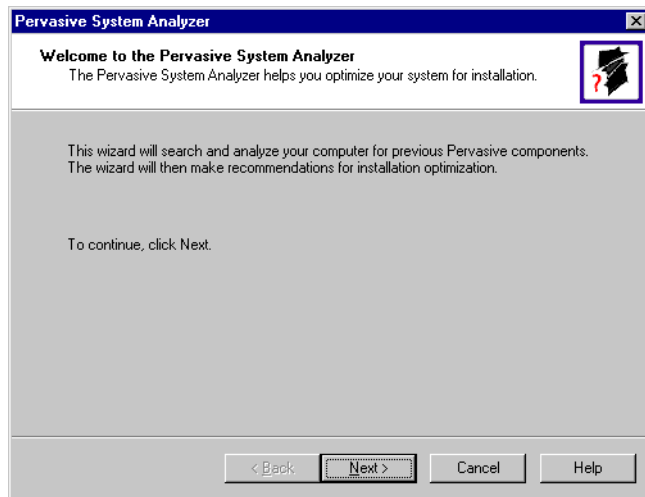 Pervasive System Analyzer
Welcome to the Pervasive System Analyzer
The Pervasive System Analyzer helps you optimize your system for installation.
?
This wizard will search and analyze your computer for previous Pervasive components.
The wizard will then make recommendations for installation optimization.
To continue, click Next.
< Back Next > Cancel Help